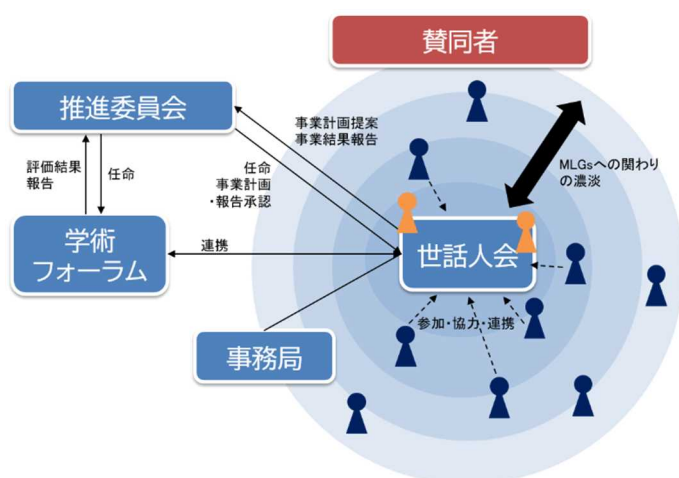 賛同者
推進委員会
事業計画提案
事業結果報告
MLGsへの関わり
の濃淡
評価結果
報告
任命
任命
事業計画
・報告承認
学術
フォーラム
連携
世話人会
参加・協力・連携
事務局